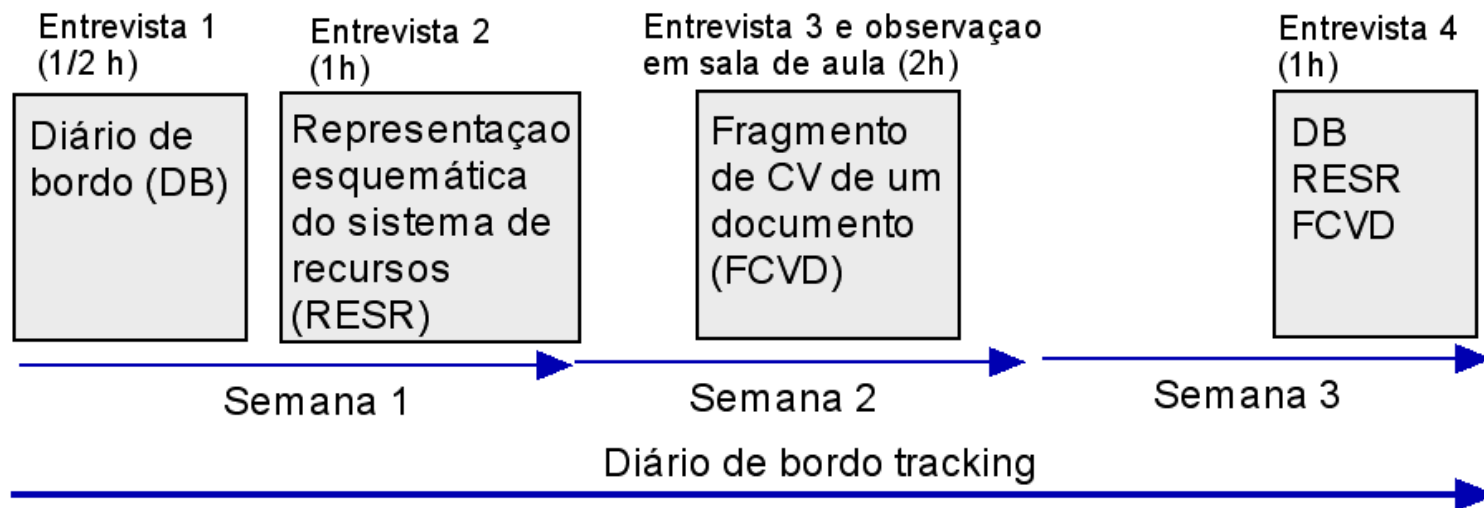 Entrevista 1
(1/2 h)
Entrevista 2
(1h)
Entrevista 3 e observaçao
em sala de aula (2h)
Entrevista 4
(1h)
Diário de
bordo (DB)
Representaçao
esquemática
do sistema de
recursos
(RESR)
Fragmento
de CV de um
documento
(FCVD)
DB
RESR
FCVD
Semana 1
Semana 2
Semana 3
Diário de bordo tracking